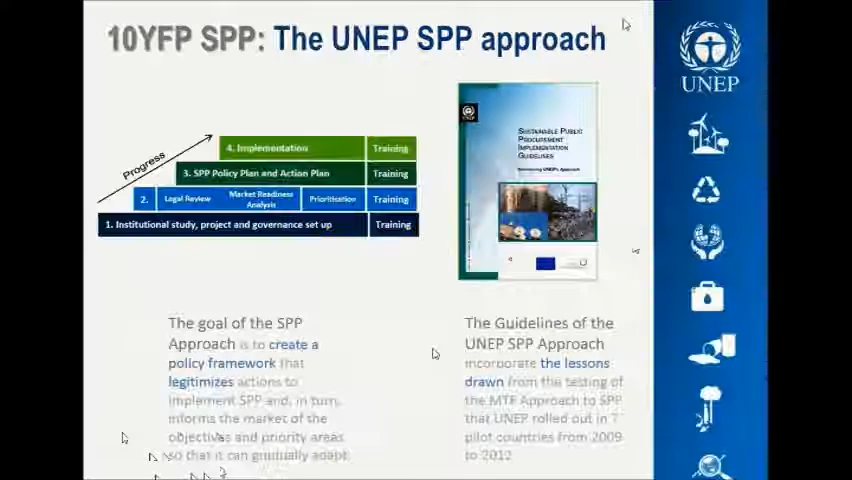 10YFP SPP: The UNEP SPP approach
UNEP
Progress
4. Implementation Training
3. SPP Policy Plan and Action Plan Training
2. Legal Review Market Readiness Analysis Prioritisation Training
1. Institutional study, project and governance set up Training
UNEP
SUSTAINABLE PUBLIC
PROCUREMENT
IMPLEMENTATION
GUIDELINES
The goal of the SPP
Approach is to create a
policy framework that
legitimizes actions to
implement SPP and, in turn,
informs the market of the
objectives and priority areas
so that it can gradually adapt
The Guidelines of the
UNEP SPP Approach
incorporate the lessons
drawn from the testing of
the MTF Approach to SPP
that UNEP rolled out in 7
pilot countries from 2009
to 2012